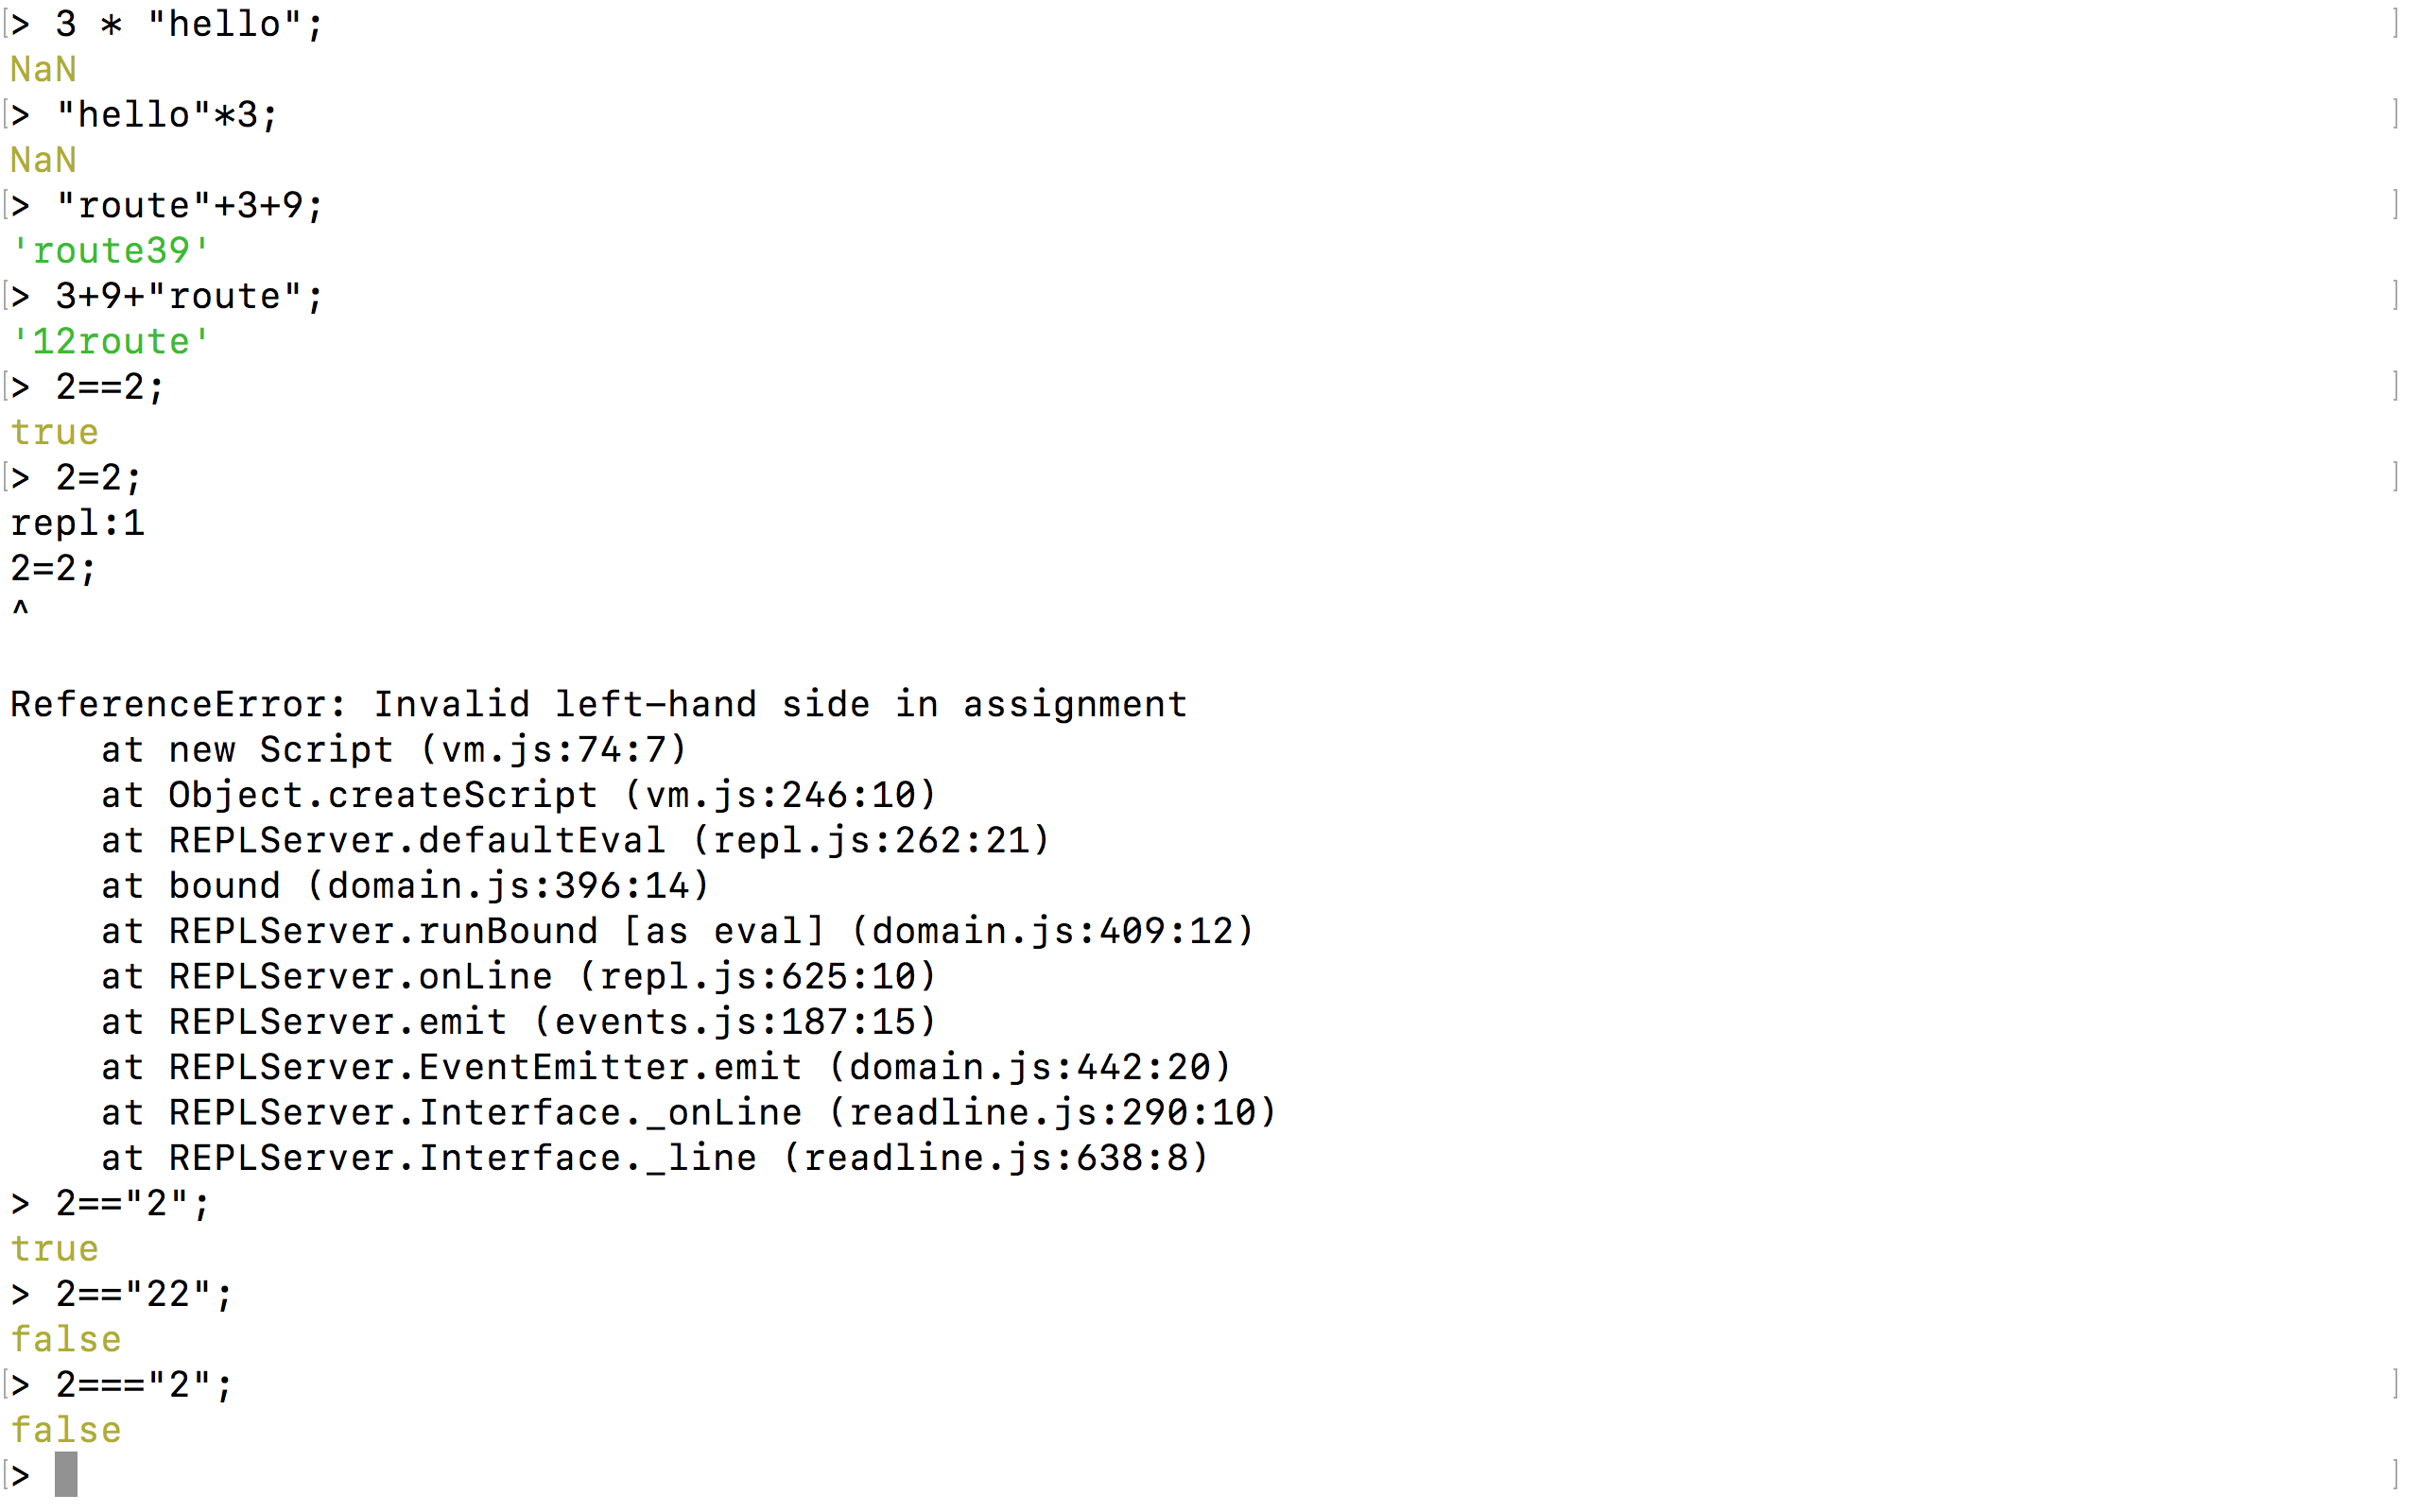 > 3 * "hello";
NaN
> "hello"*3;
NaN
> "route"+3+9;
'route39'
> 3+9+"route";
'12route'
> 2==2;
true
> 2=2;
repl:1
2=2;
^
ReferenceError: Invalid left-hand side in assignment
    at new Script (vm.js:74:7)
    at Object.createScript (vm.js:246:10)
    at REPLServer.defaultEval (repl.js:262:21)
    at bound (domain.js:396:14)
    at REPLServer.runBound [as eval] (domain.js:409:12)
    at REPLServer.onLine (repl.js:625:10)
    at REPLServer.emit (events.js:187:15)
    at REPLServer.EventEmitter.emit (domain.js:442:20)
    at REPLServer.Interface._onLine (readline.js:290:10)
    at REPLServer.Interface._line (readline.js:638:8)
> 2=="2";
true
> 2=="22";
false
> 2==="2";
false
>